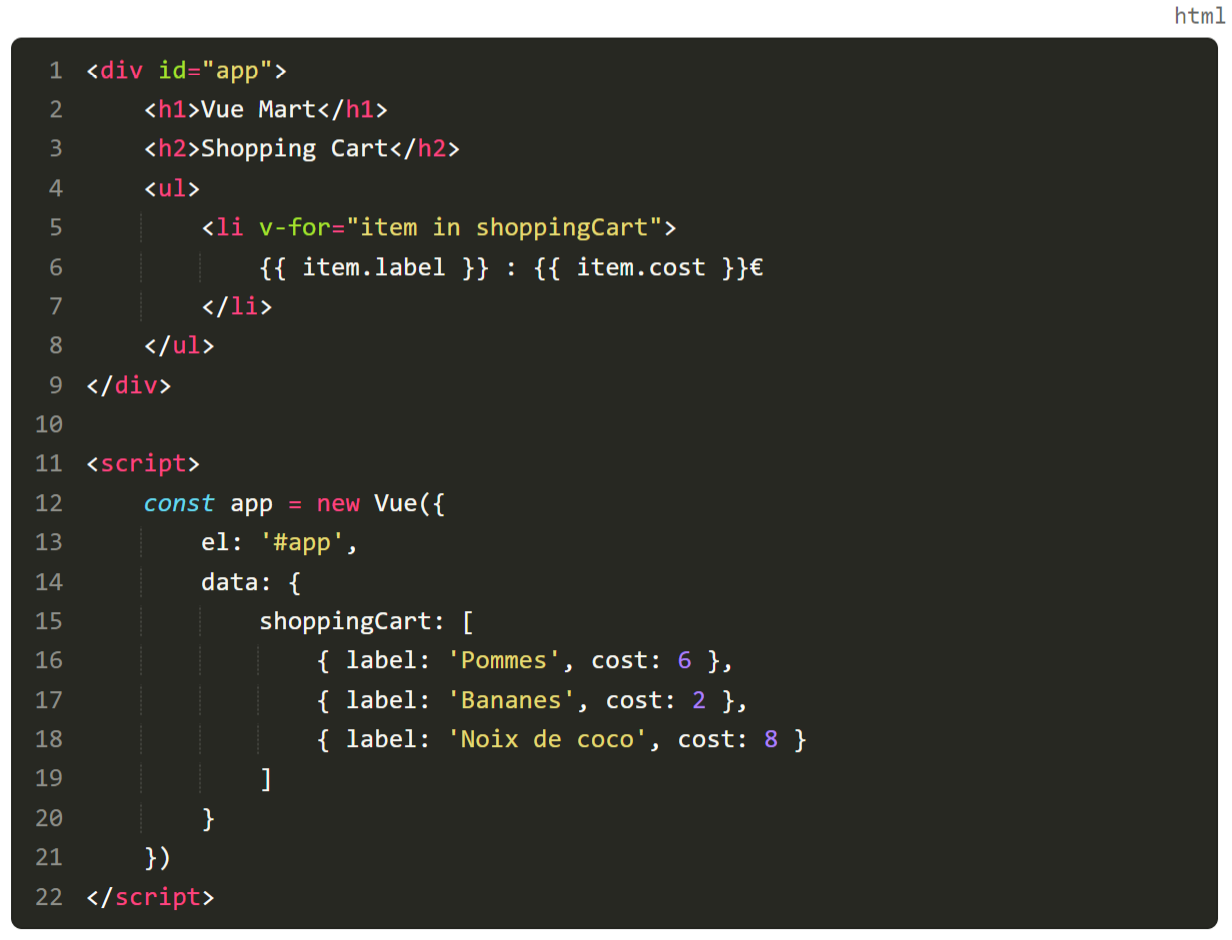 html
1 <div id="app">
2     <h1>Vue Mart</h1>
3     <h2>Shopping Cart</h2>
4     <ul>
5         <li v-for="item in shoppingCart">
6             {{ item.label }} : {{ item.cost }}€
7         </li>
8     </ul>
9 </div>
10
11 <script>
12     const app = new Vue({
13         el: '#app',
14         data: {
15             shoppingCart: [
16                 { label: 'Pommes', cost: 6 },
17                 { label: 'Bananes', cost: 2 },
18                 { label: 'Noix de coco', cost: 8 }
19             ]
20         }
21     })
22 </script>